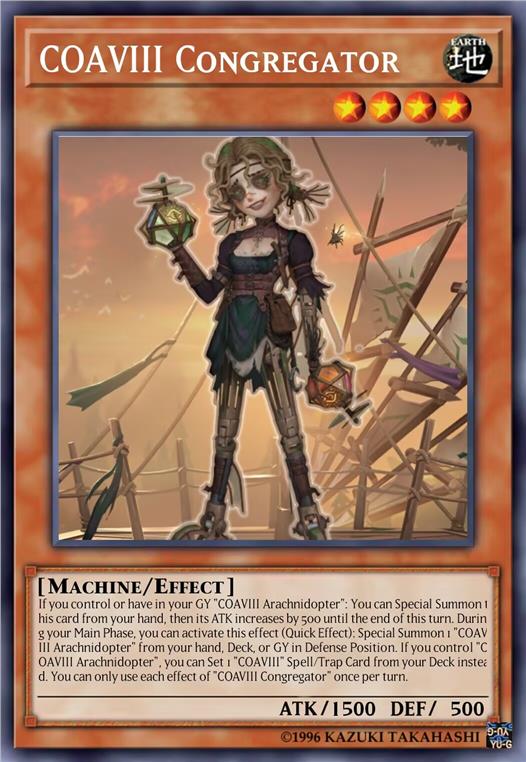 COAVIII Congregator
EARTH
地
[Machine/Effect]
If you control or have in your GY "COAVIII Arachnidopter": You can Special Summon t
his card from your hand, then its ATK increases by 500 until the end of this turn. Durin
g your Main Phase, you can activate this effect (Quick Effect): Special Summon 1 "COAV
III Arachnidopter" from your hand, Deck, or GY in Defense Position. If you control "C
OAVIII Arachnidopter", you can Set 1 "COAVIII" Spell/Trap Card from your Deck instea
d. You can only use each effect of "COAVIII Congregator" once per turn.
ATK/1500 DEF/ 500
©1996 KAZUKI TAKAHASHI